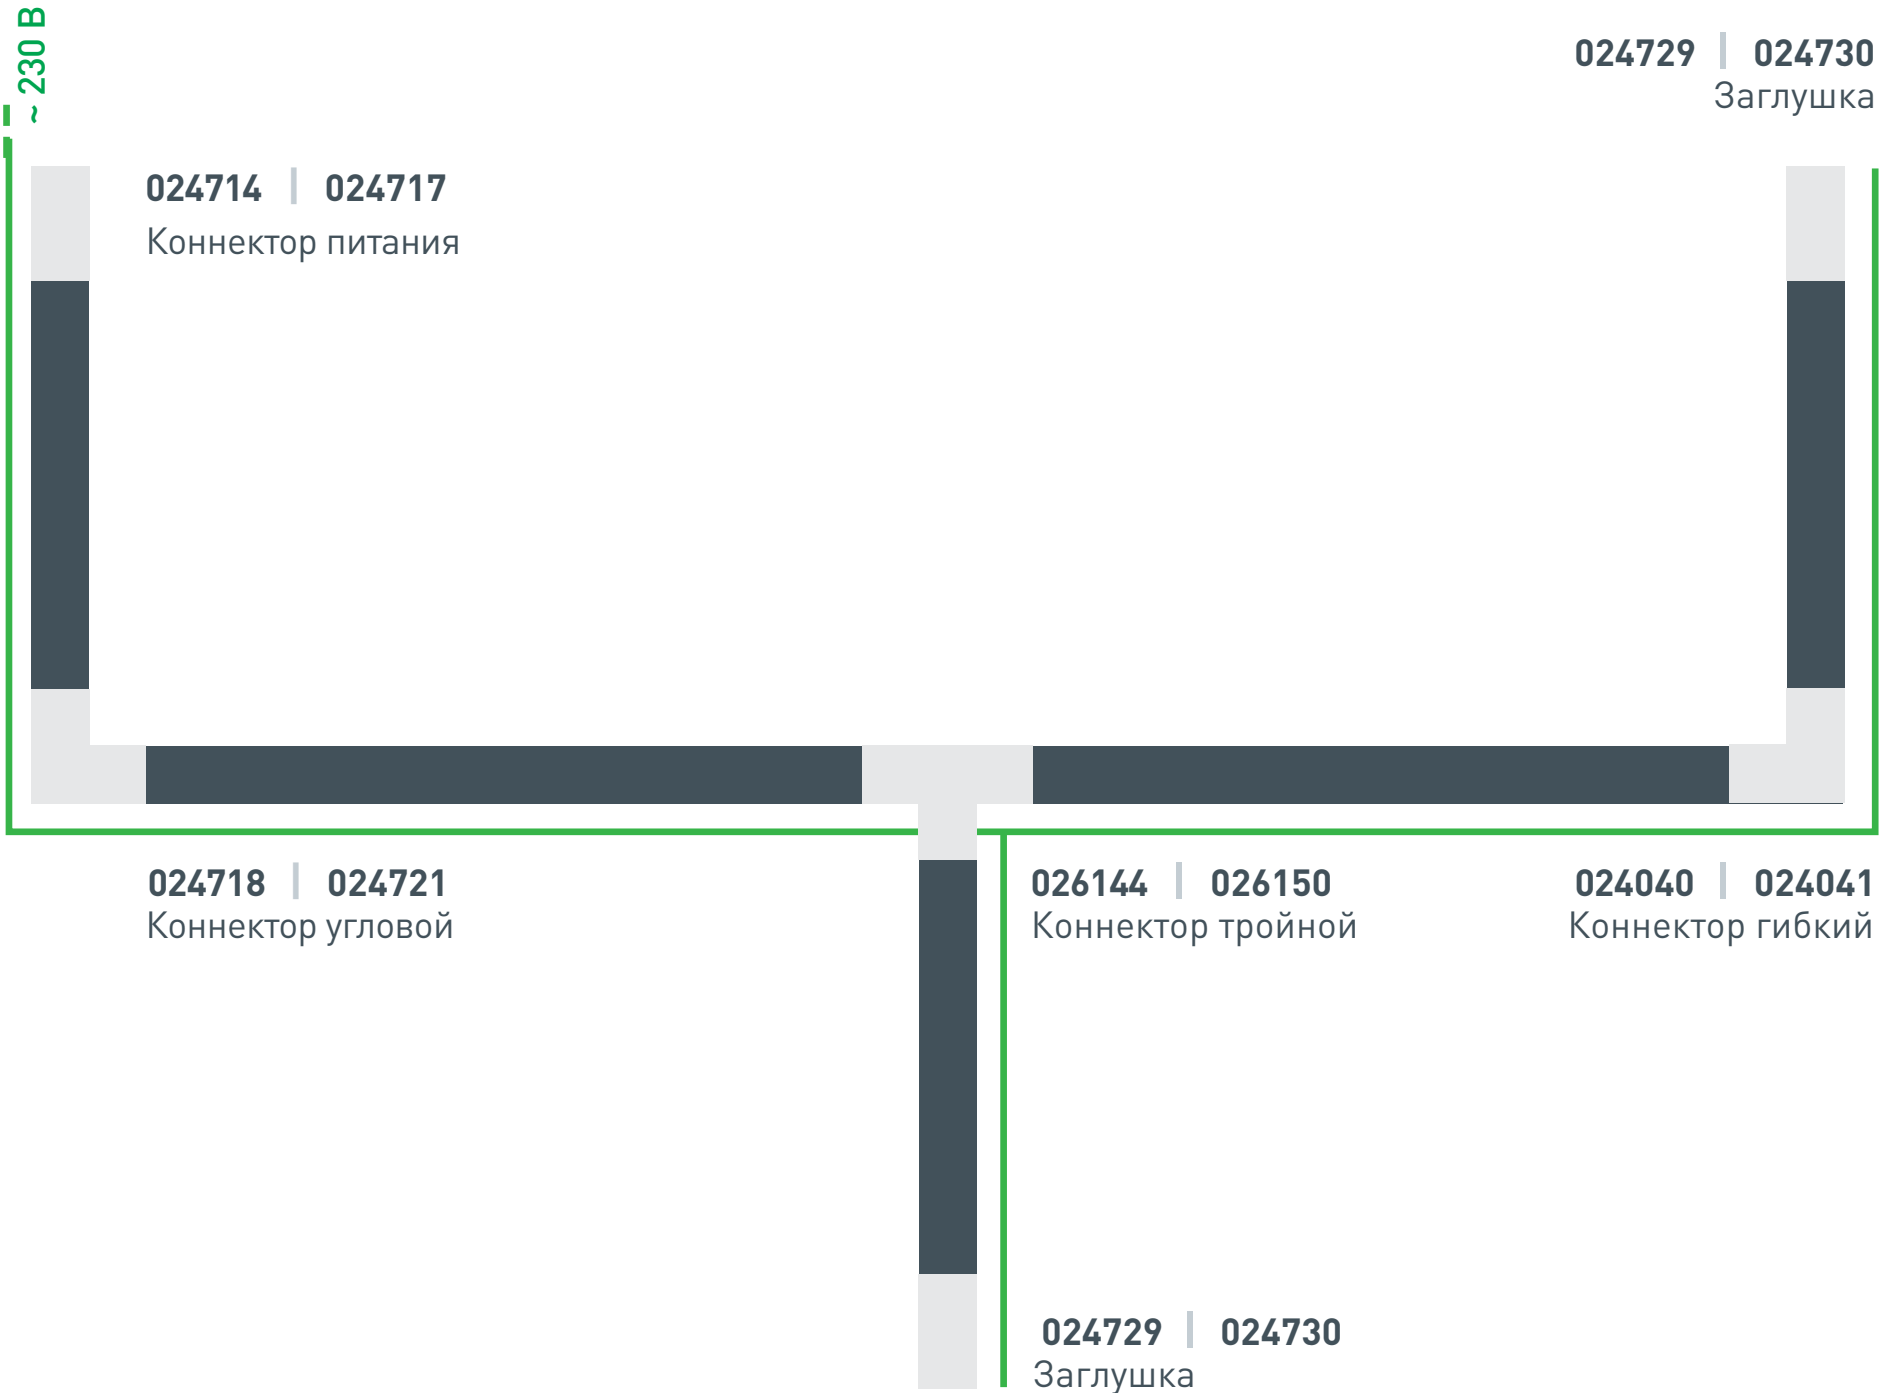 ~ 230 В
024729 | 024730
Заглушка
024714 | 024717
Коннектор питания
024718 | 024721
Коннектор угловой
026144 | 026150
Коннектор тройной
024040 | 024041
Коннектор гибкий
024729 | 024730
Заглушка